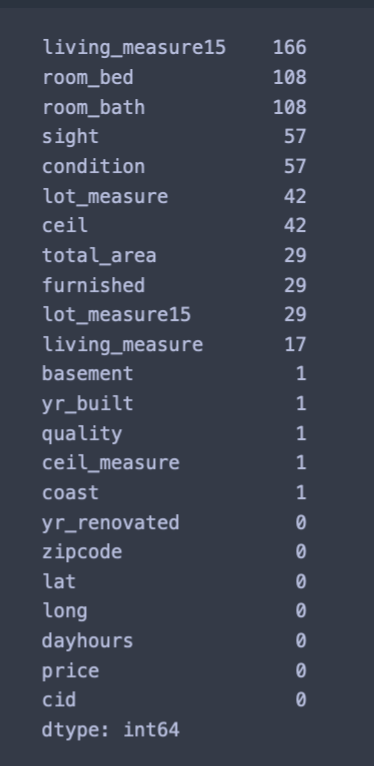 living_measure15 166
room_bed 108
room_bath 108
sight 57
condition 57
lot_measure 42
ceil 42
total_area 29
furnished 29
lot_measure15 29
living_measure 17
basement 1
yr_built 1
quality 1
ceil_measure 1
coast 1
yr_renovated 0
zipcode 0
lat 0
long 0
dayhours 0
price 0
cid 0
dtype: int64